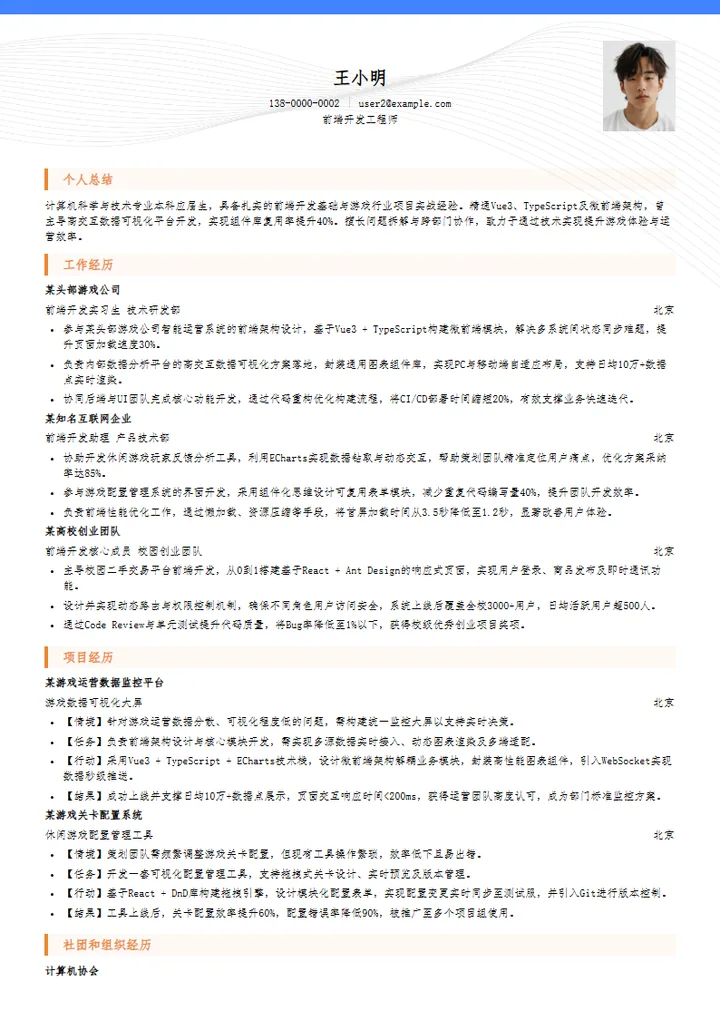 王小明
138-0000-0002 | user2@example.com
前端开发工程师
个人总结
计算机科学与技术专业本科应届生，具备扎实的前端开发基础与游戏行业项目实战经验。精通Vue3、TypeScript及微前端架构，曾
主导高交互数据可视化平台开发，实现组件库复用率提升40%。擅长问题拆解与跨部门协作，致力于通过技术实现提升游戏体验与运
营效率。
工作经历
某头部游戏公司
前端开发实习生 技术研发部 北京
• 参与某头部游戏公司智能运营系统的前端架构设计，基于Vue3 + TypeScript构建微前端模块，解决多系统间状态同步难题，提
升页面加载速度30%。
• 负责内部数据分析平台的高交互数据可视化方案落地，封装通用图表组件库，实现PC与移动端自适应布局，支持日均10万+数据
点实时渲染。
• 协同后端与UI团队完成核心功能开发，通过代码重构优化构建流程，将CI/CD部署时间缩短20%，有效支撑业务快速迭代。
某知名互联网企业
前端开发助理 产品技术部 北京
• 协助开发休闲游戏玩家反馈分析工具，利用ECharts实现数据钻取与动态交互，帮助策划团队精准定位用户痛点，优化方案采纳
率达85%。
• 参与游戏配置管理系统的界面开发，采用组件化思维设计可复用表单模块，减少重复代码编写量40%，提升团队开发效率。
• 负责前端性能优化工作，通过懒加载、资源压缩等手段，将首屏加载时间从3.5秒降低至1.2秒，显著改善用户体验。
某高校创业团队
前端开发核心成员 校园创业团队 北京
• 主导校园二手交易平台前端开发，从0到1搭建基于React + Ant Design的响应式页面，实现用户登录、商品发布及即时通讯功
能。
• 设计并实现动态路由与权限控制机制，确保不同角色用户访问安全，系统上线后覆盖全校3000+用户，日均活跃用户超500人。
• 通过Code Review与单元测试提升代码质量，将Bug率降低至1%以下，获得校级优秀创业项目奖项。
项目经历
某游戏运营数据监控平台
游戏数据可视化大屏 北京
• 【情境】针对游戏运营数据分散、可视化程度低的问题，需构建统一监控大屏以支持实时决策。
• 【任务】负责前端架构设计与核心模块开发，需实现多源数据实时接入、动态图表渲染及多端适配。
• 【行动】采用Vue3 + TypeScript + ECharts技术栈，设计微前端架构解耦业务模块，封装高性能图表组件，引入WebSocket实现
数据秒级推送。
• 【结果】成功上线并支撑日均10万+数据点展示，页面交互响应时间<200ms，获得运营团队高度认可，成为部门标准监控方案。
某游戏关卡配置系统
休闲游戏配置管理工具 北京
• 【情境】策划团队需频繁调整游戏关卡配置，但现有工具操作繁琐，效率低下且易出错。
• 【任务】开发一套可视化配置管理工具，支持拖拽式关卡设计、实时预览及版本管理。
• 【行动】基于React + DnD库构建拖拽引擎，设计模块化配置表单，实现配置变更实时同步至测试服，并引入Git进行版本控制。
• 【结果】工具上线后，关卡配置效率提升60%，配置错误率降低90%，被推广至多个项目组使用。
社团和组织经历
计算机协会